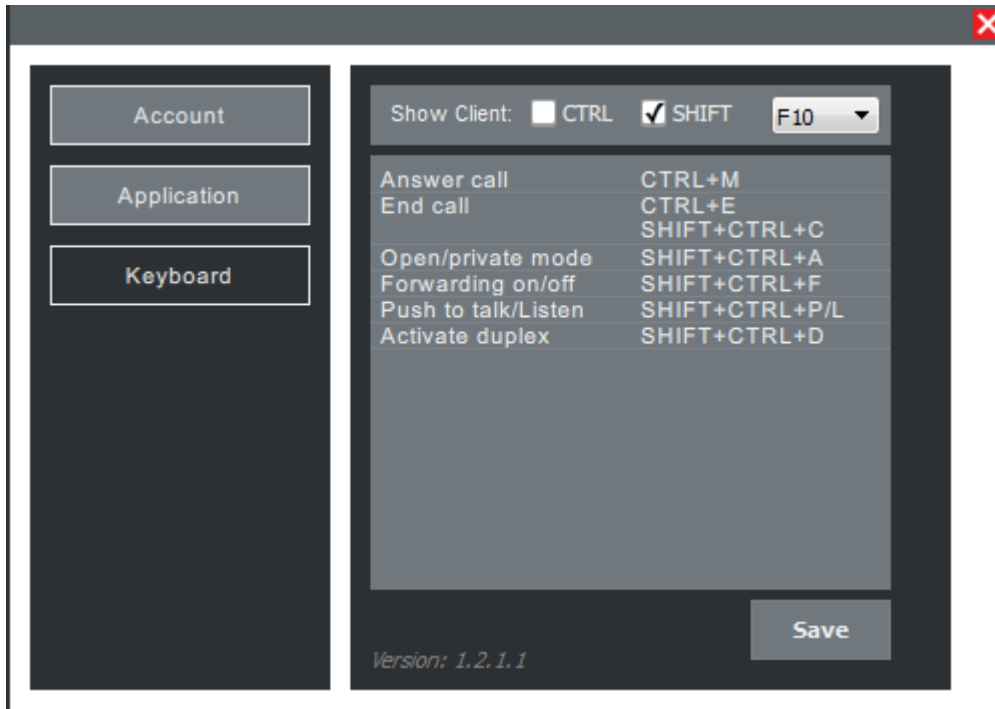 Account
Application
Keyboard
Show Client: CTRL SHIFT F10
Answer call CTRL+M
End call CTRL+E
SHIFT+CTRL+C
Open/private mode SHIFT+CTRL+A
Forwarding on/off SHIFT+CTRL+F
Push to talk/Listen SHIFT+CTRL+P/L
Activate duplex SHIFT+CTRL+D
Save
Version: 1.2.1.1